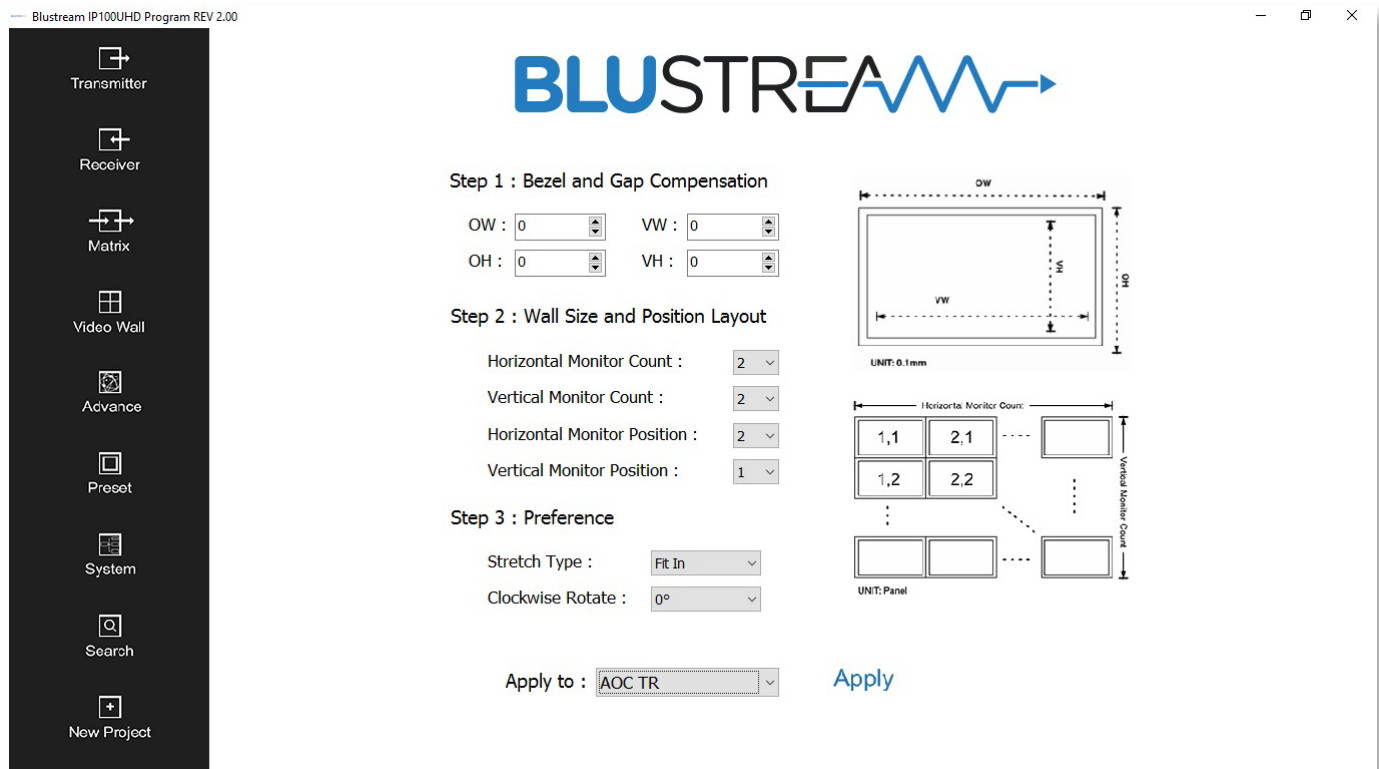 Blustream IP100UHD Program REV 2.00
BLUSTREAM
Transmitter
Receiver
Matrix
Video Wall
Advance
Preset
System
Search
New Project
Step 1 : Bezel and Gap Compensation
OW : 0 VW : 0
OH : 0 VH : 0
Step 2 : Wall Size and Position Layout
Horizontal Monitor Count : 2
Vertical Monitor Count : 2
Horizontal Monitor Position : 2
Vertical Monitor Position : 1
Step 3 : Preference
Stretch Type : Fit In
Clockwise Rotate : 0°
Apply to : AOC TR
Apply
OW
VH
OH
VW
UNIT: 0.1mm
Horizontal Moniter Count
1,1 2,1
1,2 2,2
Vertical Moniter Count
UNIT: Panel